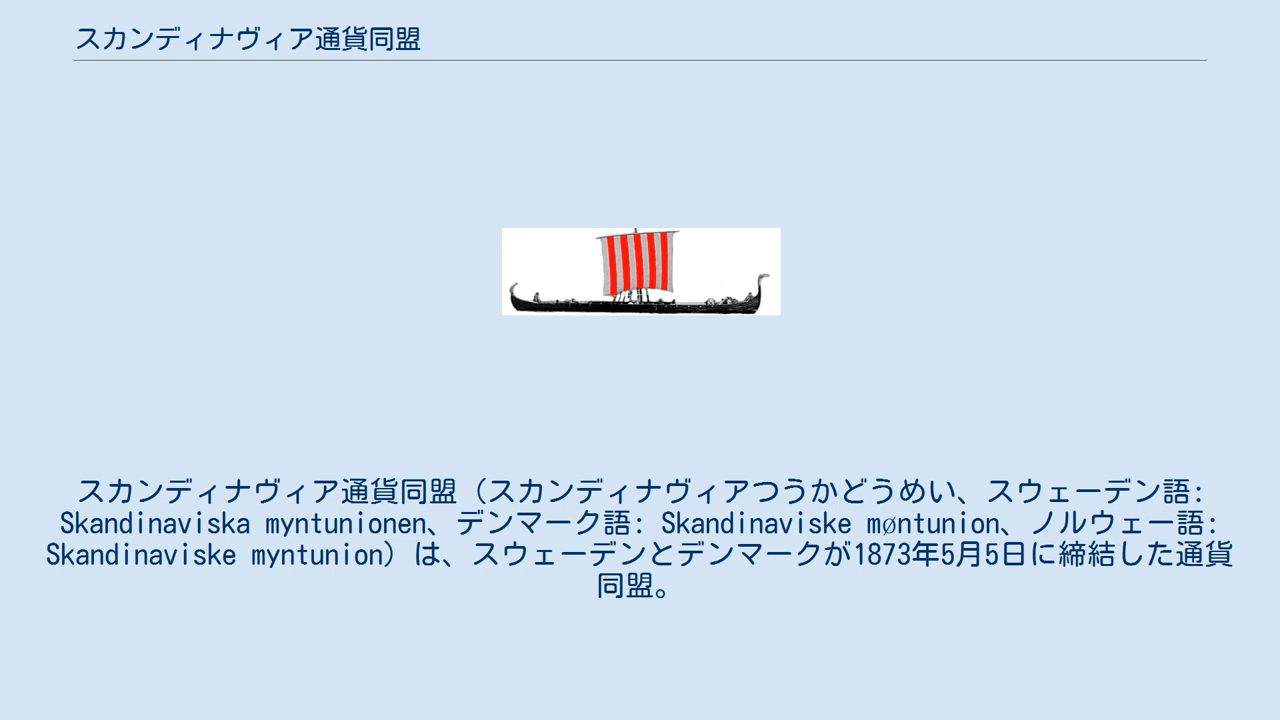 スカンディナヴィア通貨同盟
スカンディナヴィア通貨同盟（スカンディナヴィアつうかどうめい、スウェーデン語:
Skandinaviska myntunionen、デンマーク語: Skandinaviske møntunion、ノルウェー語:
Skandinaviske myntunion）は、スウェーデンとデンマークが1873年5月5日に締結した通貨
同盟。